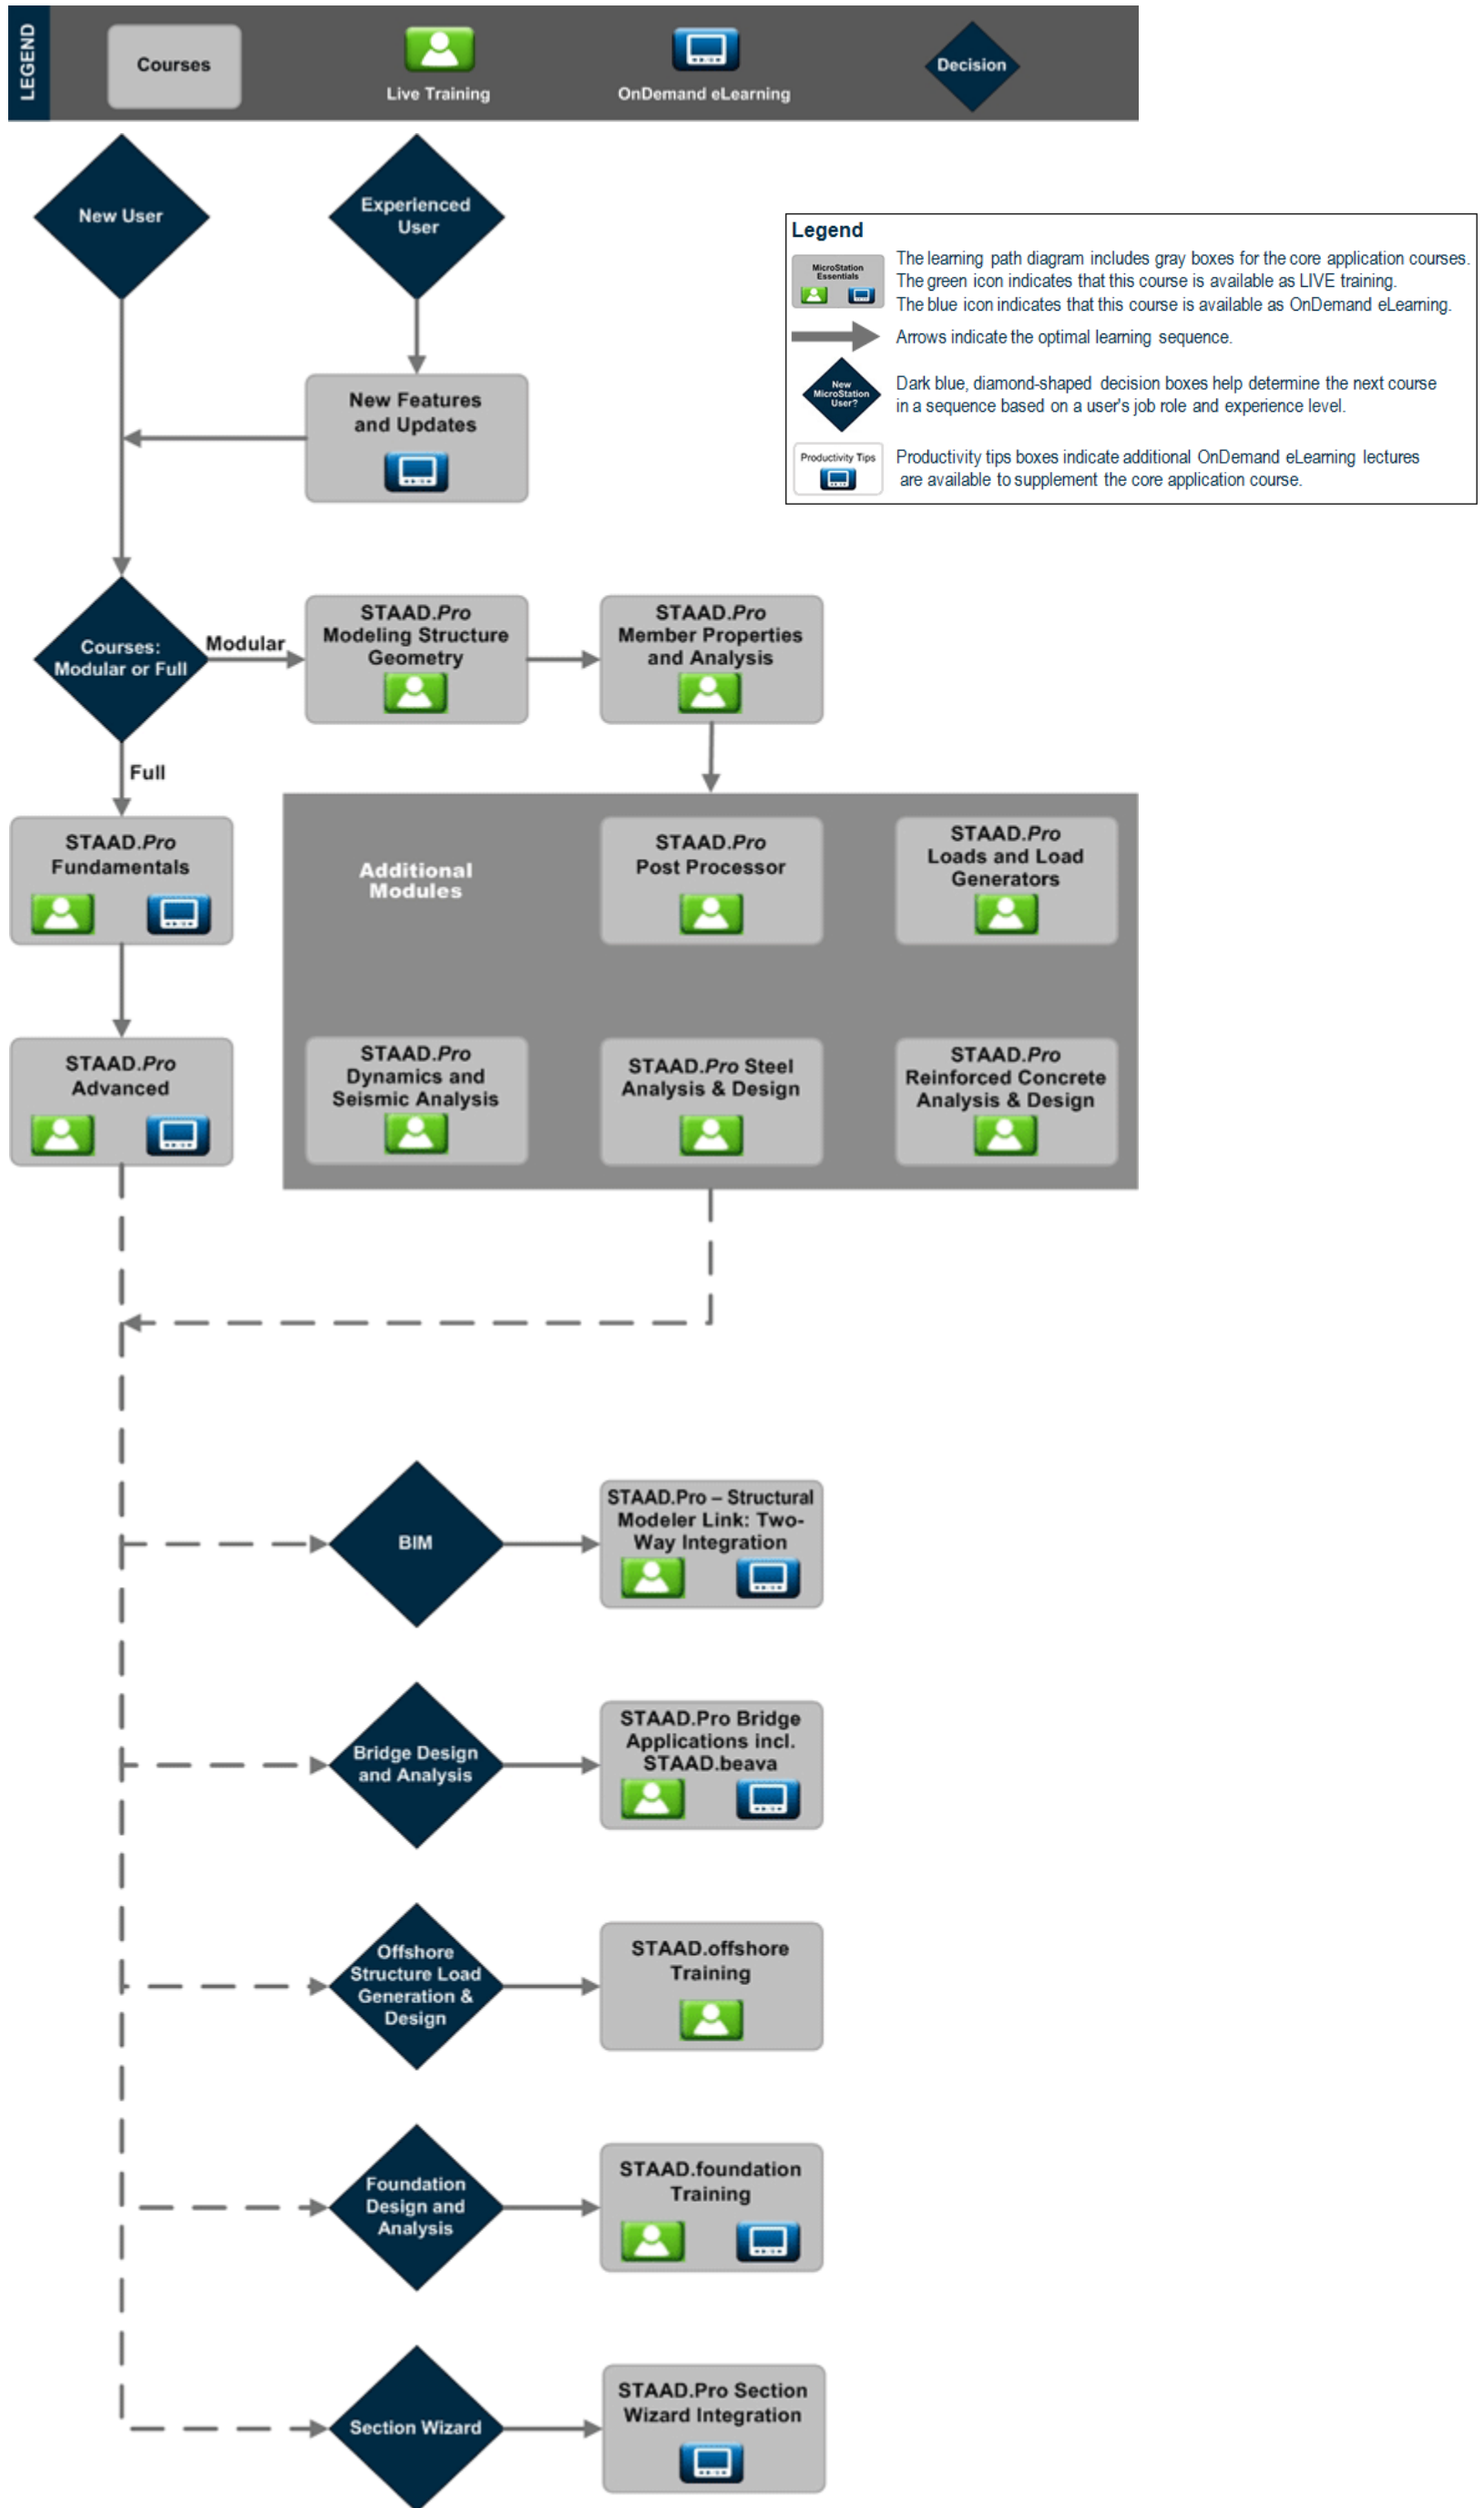 LEGEND
Courses
Live Training
OnDemand eLearning
Decision
New User
Experienced
User
Legend
MicroStation
Essentials
The learning path diagram includes gray boxes for the core application courses.
The green icon indicates that this course is available as LIVE training.
The blue icon indicates that this course is available as OnDemand eLearning.
Arrows indicate the optimal learning sequence.
New
MicroStation
User?
Dark blue, diamond-shaped decision boxes help determine the next course
in a sequence based on a user's job role and experience level.
Productivity Tips
Productivity tips boxes indicate additional OnDemand eLearning lectures
are available to supplement the core application course.
New Features
and Updates
Courses:
Modular or Full
Modular
STAAD.Pro
Modeling Structure
Geometry
STAAD.Pro
Member Properties
and Analysis
Full
STAAD.Pro
Fundamentals
Additional
Modules
STAAD.Pro
Post Processor
STAAD.Pro
Loads and Load
Generators
STAAD.Pro
Advanced
STAAD.Pro
Dynamics and
Seismic Analysis
STAAD.Pro Steel
Analysis & Design
STAAD.Pro
Reinforced Concrete
Analysis & Design
BIM
STAAD.Pro – Structural
Modeler Link: Two-
Way Integration
Bridge Design
and Analysis
STAAD.Pro Bridge
Applications incl.
STAAD.beava
Offshore
Structure Load
Generation &
Design
STAAD.offshore
Training
Foundation
Design and
Analysis
STAAD.foundation
Training
Section Wizard
STAAD.Pro Section
Wizard Integration